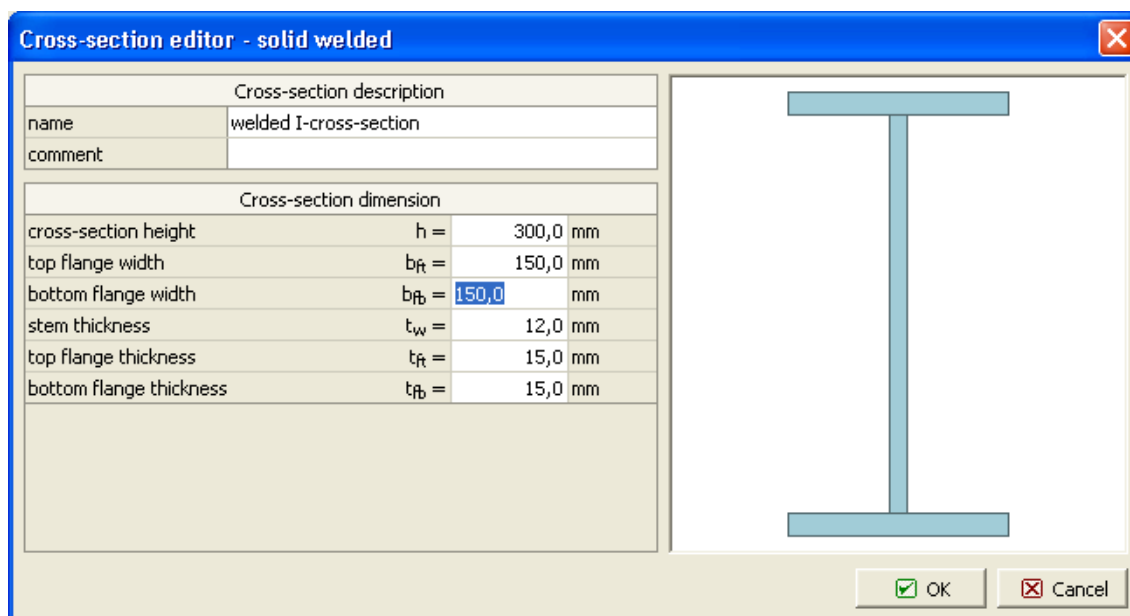 Cross-section editor - solid welded
Cross-section description
name welded I-cross-section
comment
Cross-section dimension
cross-section height h = 300,0 mm
top flange width bft = 150,0 mm
bottom flange width bfb = 150,0 mm
stem thickness tw = 12,0 mm
top flange thickness tft = 15,0 mm
bottom flange thickness tfb = 15,0 mm
OK Cancel